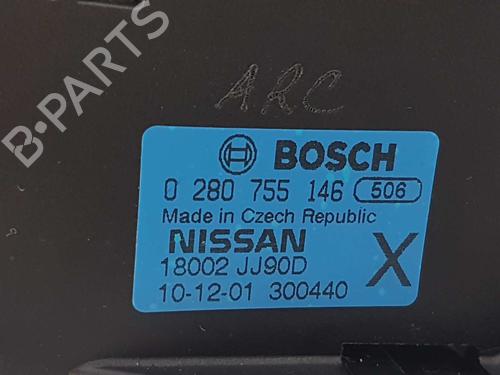 B-PARTS
ARC
BOSCH
0 280 755 146 506
Made in Czech Republic
NISSAN
18002 JJ90D
10-12-01 300440
X